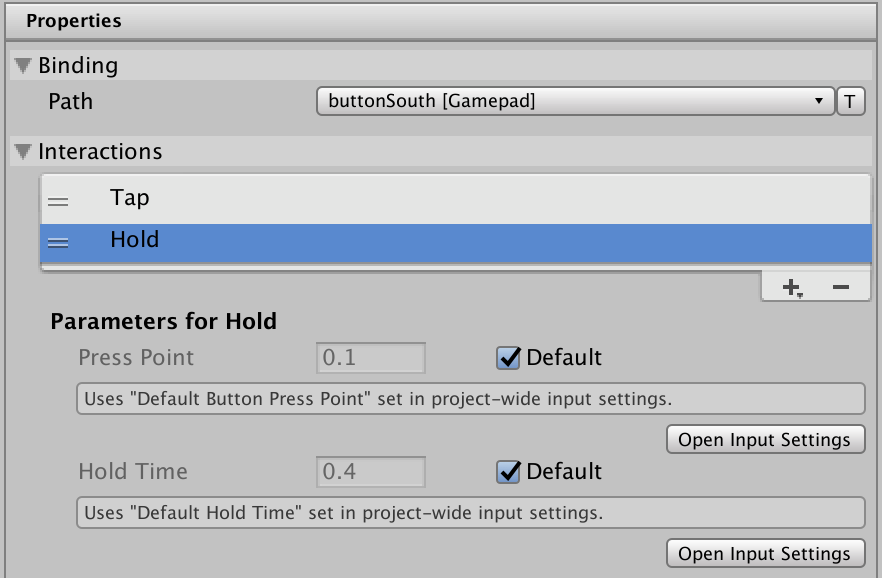 Properties
Binding
Path buttonSouth [Gamepad] T
Interactions
Tap
Hold
Parameters for Hold
Press Point 0.1 Default
Uses "Default Button Press Point" set in project-wide input settings.
Open Input Settings
Hold Time 0.4 Default
Uses "Default Hold Time" set in project-wide input settings.
Open Input Settings